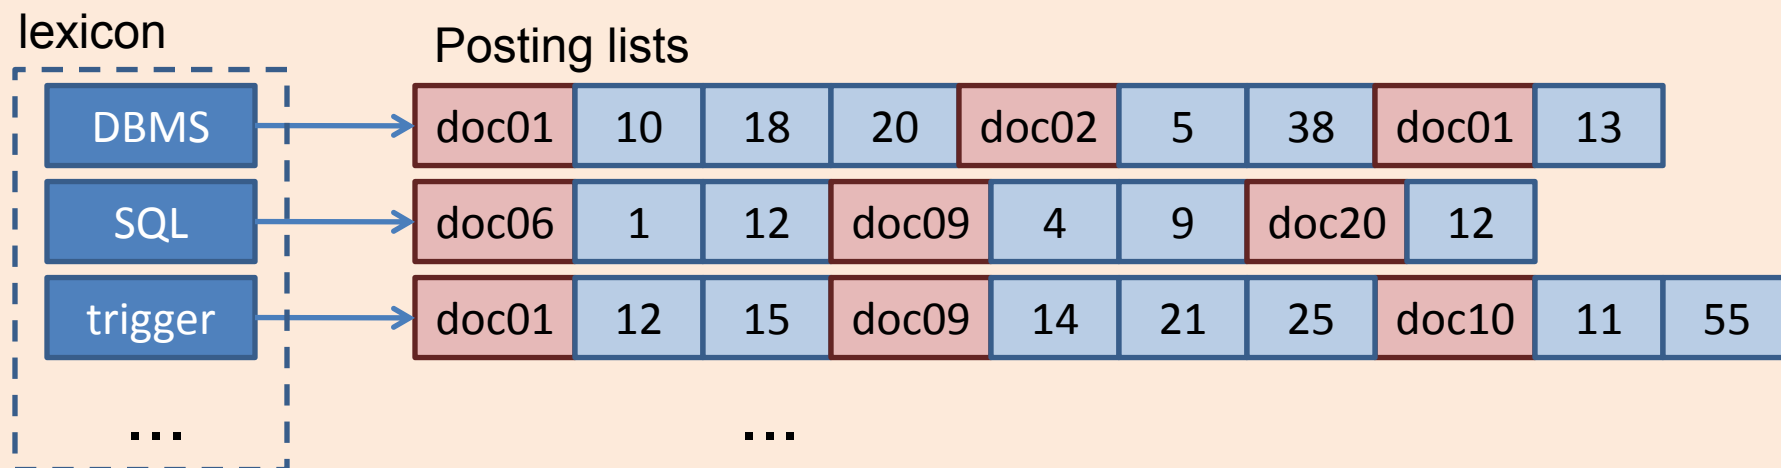 lexicon
Posting lists
DBMS doc01 10 18 20 doc02 5 38 doc01 13
SQL doc06 1 12 doc09 4 9 doc20 12
trigger doc01 12 15 doc09 14 21 25 doc10 11 55
... ...